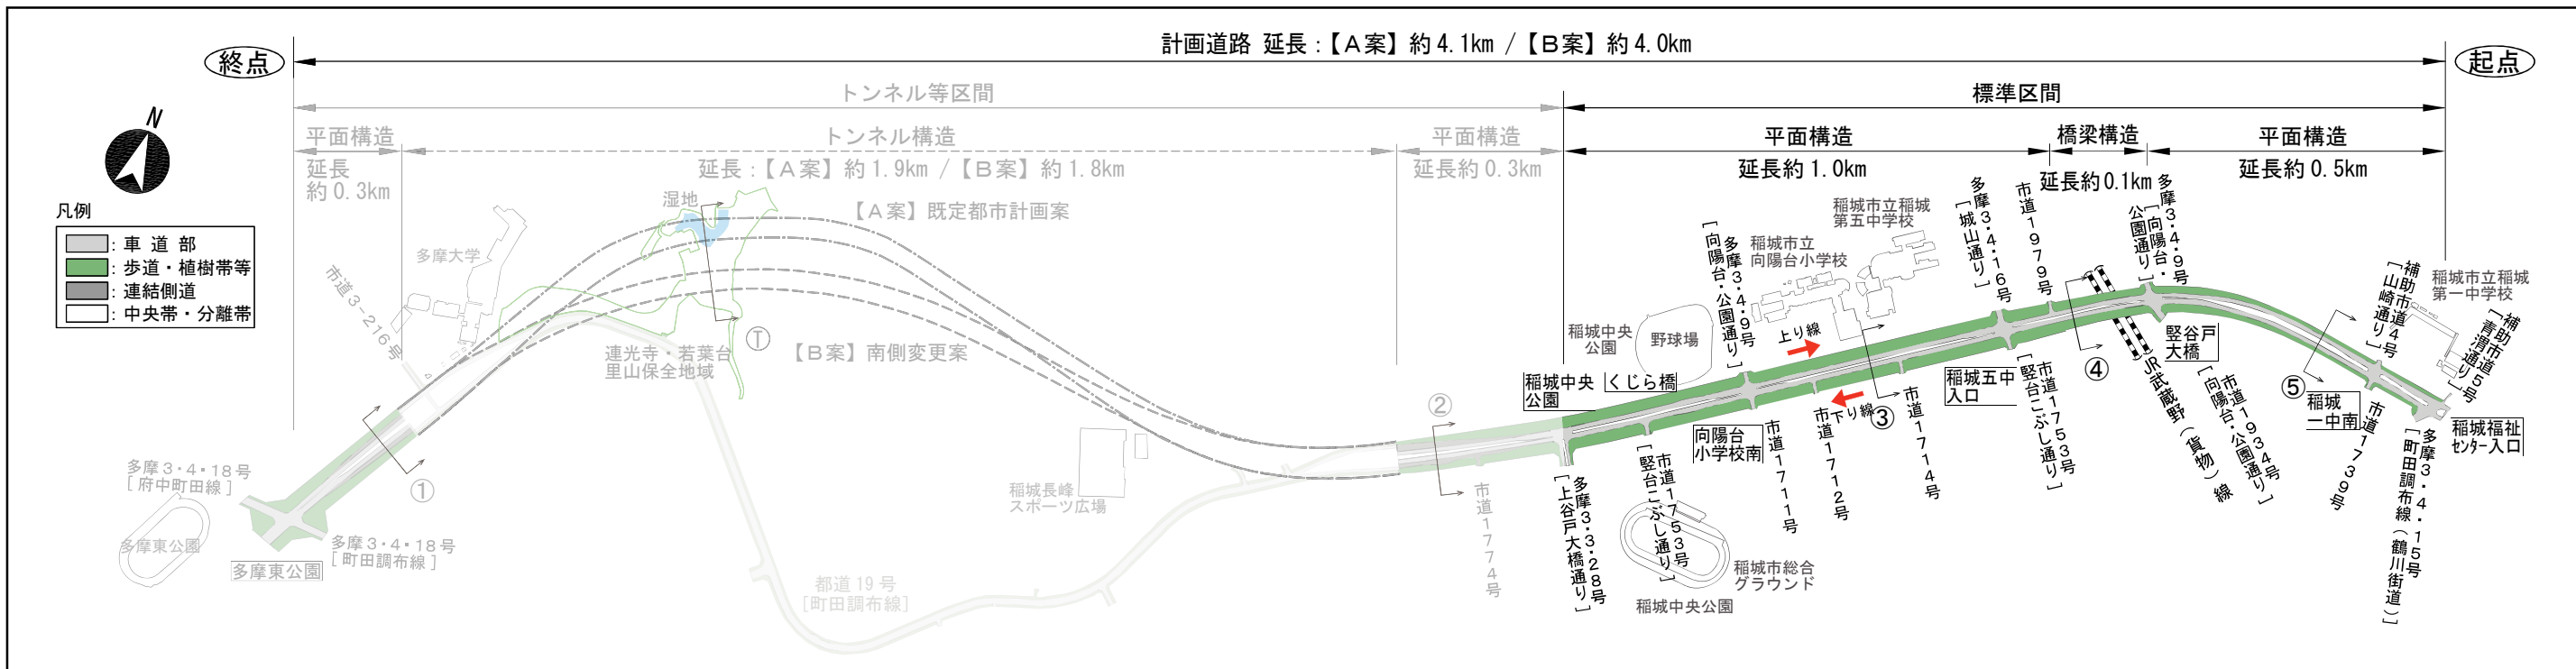 計画道路 延長：【A案】約4.1km /【B案】約4.0km
終点
起点
トンネル等区間
標準区間
平面構造
延長
約0.3km
トンネル構造
延長：【A案】約1.9km /【B案】約1.8km
平面構造
延長約0.3km
平面構造
延長約1.0km
橋梁構造
延長約0.1km
平面構造
延長約0.5km
N
凡例
：車 道 部
：歩道・植樹帯等
：連結側道
：中央帯・分離帯
湿地
【A案】既定都市計画案
【B案】南側変更案
多摩大学
市道3-216号
連光寺・若葉台
里山保全地域
①
①
多摩3・4・18号
[府中町田線]
多摩東公園
多摩東公園
多摩3・4・18号
[町田調布線]
都道19号
[町田調布線]
稲城長峰
スポーツ広場
②
市道1774号
稲城中央
公園
くじら橋
稲城中央
公園
野球場
多摩3・4・9号
[向陽台・公園通り]
稲城市立
向陽台小学校
稲城市立稲城
第五中学校
上り線
下り線
③
多摩3・3・28号
[上谷戸大橋通り]
市道1753号
[竪台こぶし通り]
稲城市総合
グラウンド
稲城中央公園
向陽台
小学校南
市道1711号
市道1712号
市道1714号
稲城五中
入口
多摩3・4・16号
[城山通り]
市道1979号
市道1753号
[竪台こぶし通り]
④
多摩3・4・9号
[向陽台・
公園通り]
竪谷戸
大橋
JR武蔵野(貨物)線
市道1934号
[向陽台・公園通り]
⑤
稲城
一中南
市道1739号
補助市道4号
[山崎通り]
稲城市立稲城
第一中学校
補助市道5号
[青渭通り]
稲城福祉
センター入口
多摩3・4・15号
[町田調布線(鶴川街道)]